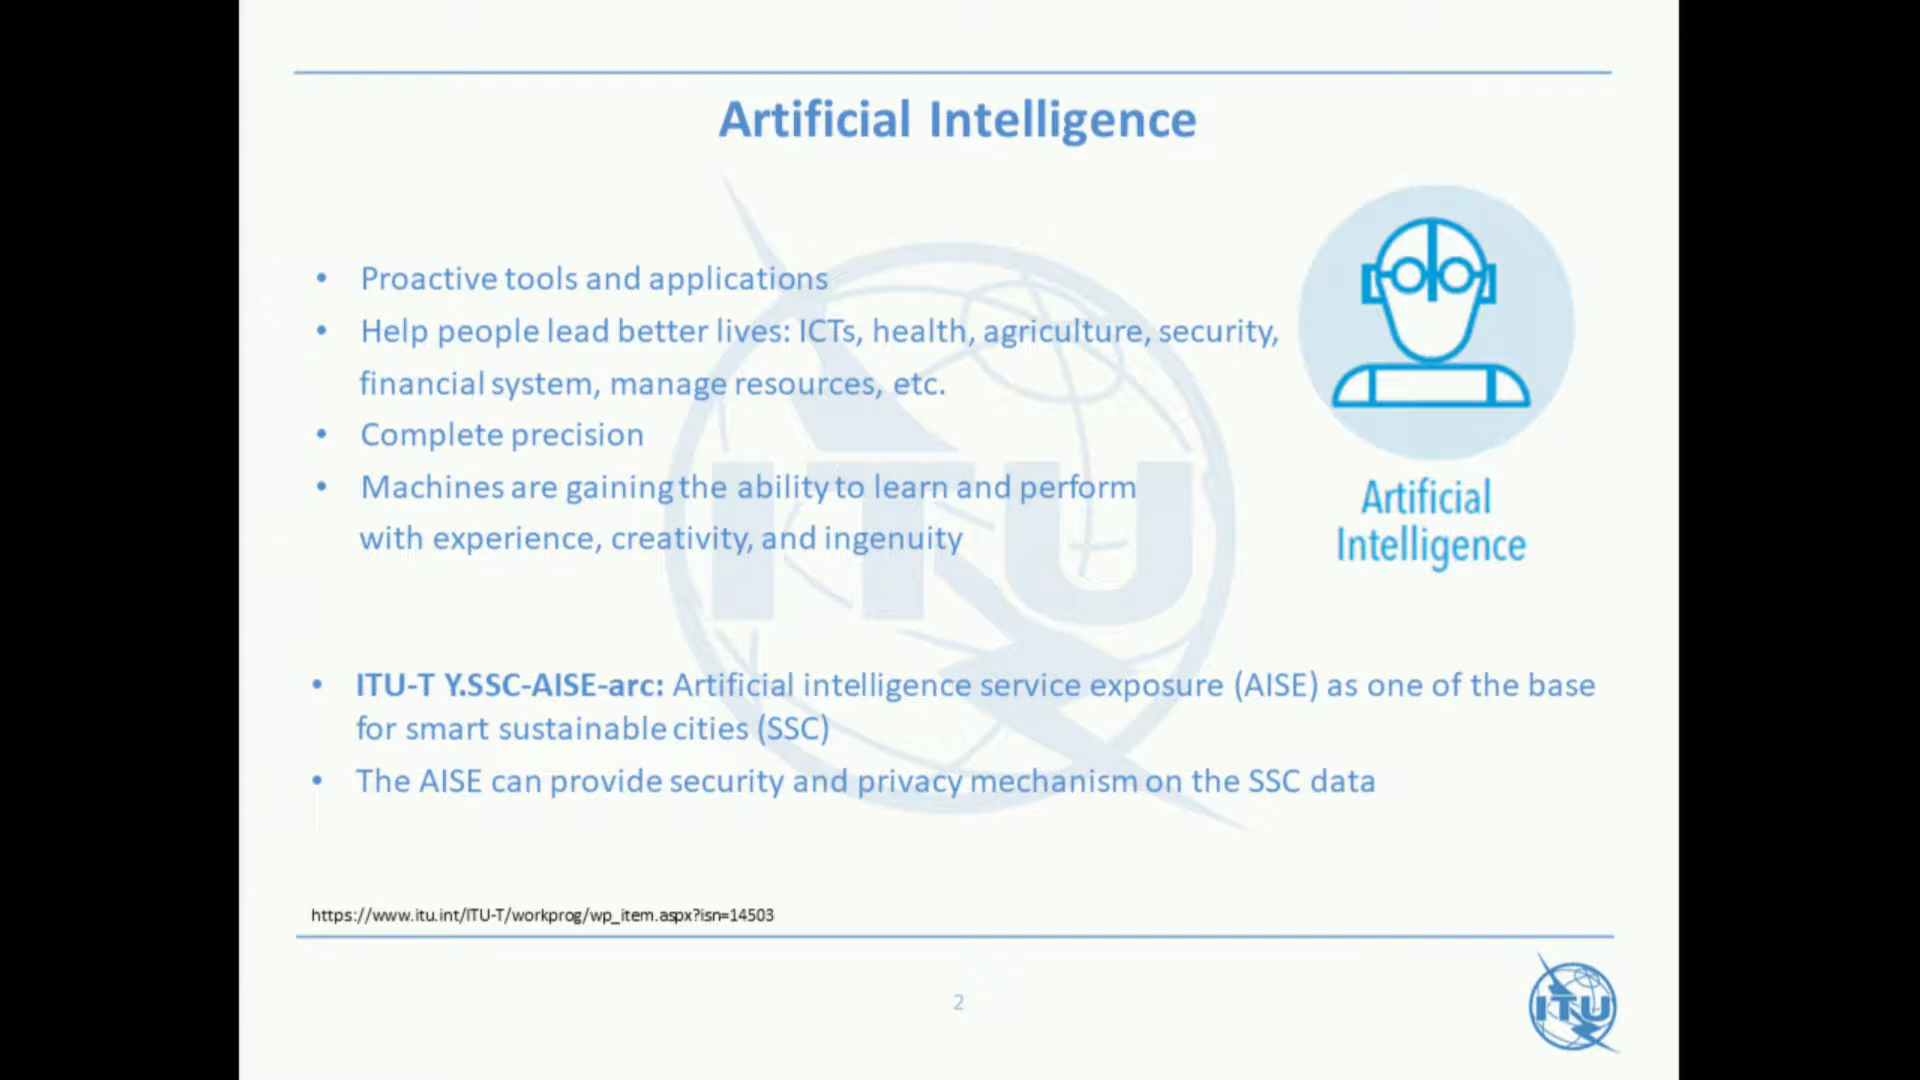 Artificial Intelligence
• Proactive tools and applications
• Help people lead better lives: ICTs, health, agriculture, security,
financial system, manage resources, etc.
• Complete precision
• Machines are gaining the ability to learn and perform
with experience, creativity, and ingenuity
Artificial
Intelligence
ITU
• ITU-T Y.SSC-AISE-arc: Artificial intelligence service exposure (AISE) as one of the base
for smart sustainable cities (SSC)
• The AISE can provide security and privacy mechanism on the SSC data
https://www.itu.int/ITU-T/workprog/wp_item.aspx?isn=14503
2
ITU